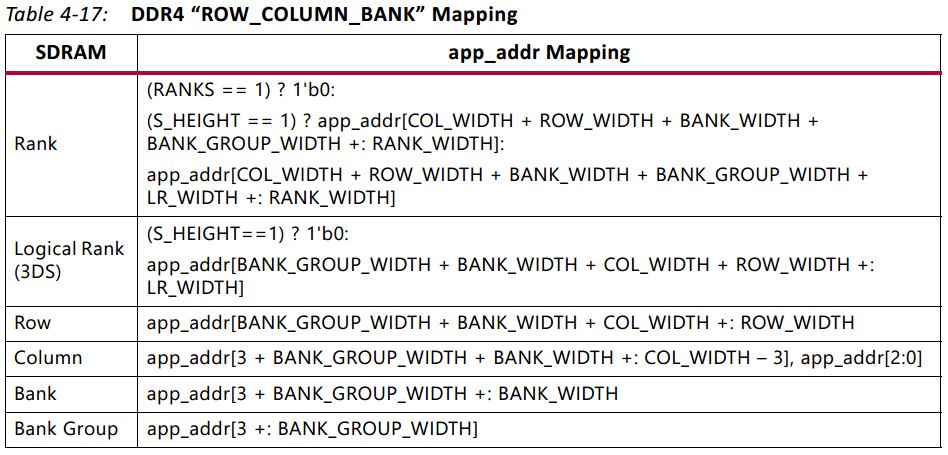 Table 4-17: DDR4 “ROW_COLUMN_BANK” Mapping
SDRAM app_addr Mapping
Rank
(RANKS == 1) ? 1'b0:
(S_HEIGHT == 1) ? app_addr[COL_WIDTH + ROW_WIDTH + BANK_WIDTH +
BANK_GROUP_WIDTH +: RANK_WIDTH]:
app_addr[COL_WIDTH + ROW_WIDTH + BANK_WIDTH + BANK_GROUP_WIDTH +
LR_WIDTH +: RANK_WIDTH]
Logical Rank
(3DS)
(S_HEIGHT==1) ? 1'b0:
app_addr[BANK_GROUP_WIDTH + BANK_WIDTH + COL_WIDTH + ROW_WIDTH +:
LR_WIDTH]
Row app_addr[BANK_GROUP_WIDTH + BANK_WIDTH + COL_WIDTH +: ROW_WIDTH
Column app_addr[3 + BANK_GROUP_WIDTH + BANK_WIDTH +: COL_WIDTH – 3], app_addr[2:0]
Bank app_addr[3 + BANK_GROUP_WIDTH +: BANK_WIDTH
Bank Group app_addr[3 +: BANK_GROUP_WIDTH]